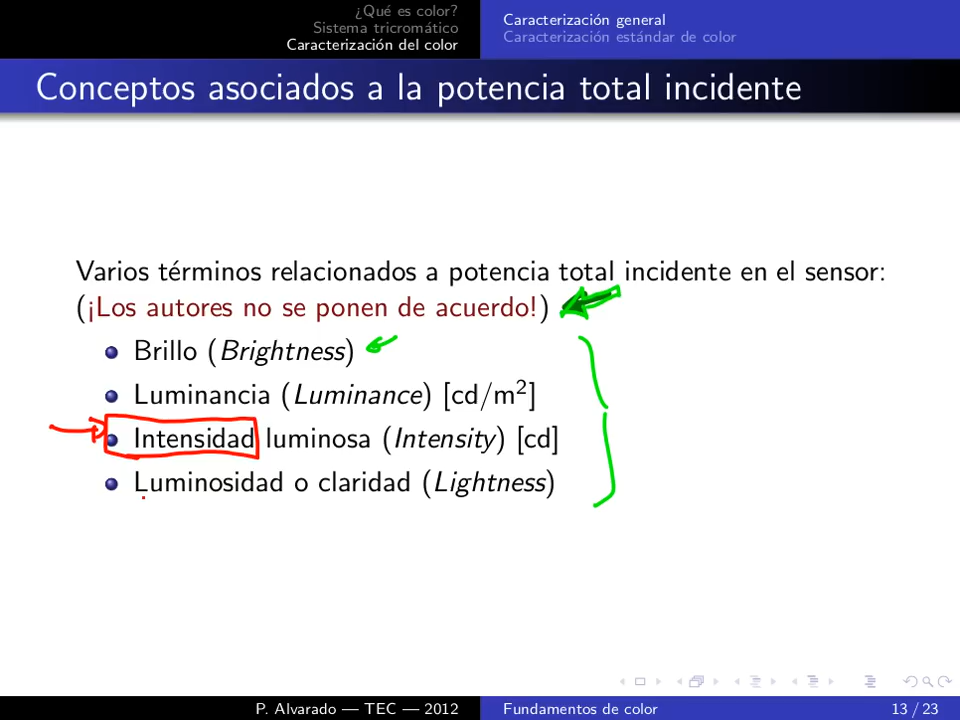 ¿Qué es color?
Sistema tricromático
Caracterización del color
Caracterización general
Caracterización estándar de color
Conceptos asociados a la potencia total incidente
Varios términos relacionados a potencia total incidente en el sensor:
(¡Los autores no se ponen de acuerdo!)
Brillo (Brightness)
Luminancia (Luminance) [cd/m²]
Intensidad luminosa (Intensity) [cd]
Luminosidad o claridad (Lightness)
P. Alvarado — TEC — 2012
Fundamentos de color
13 / 23